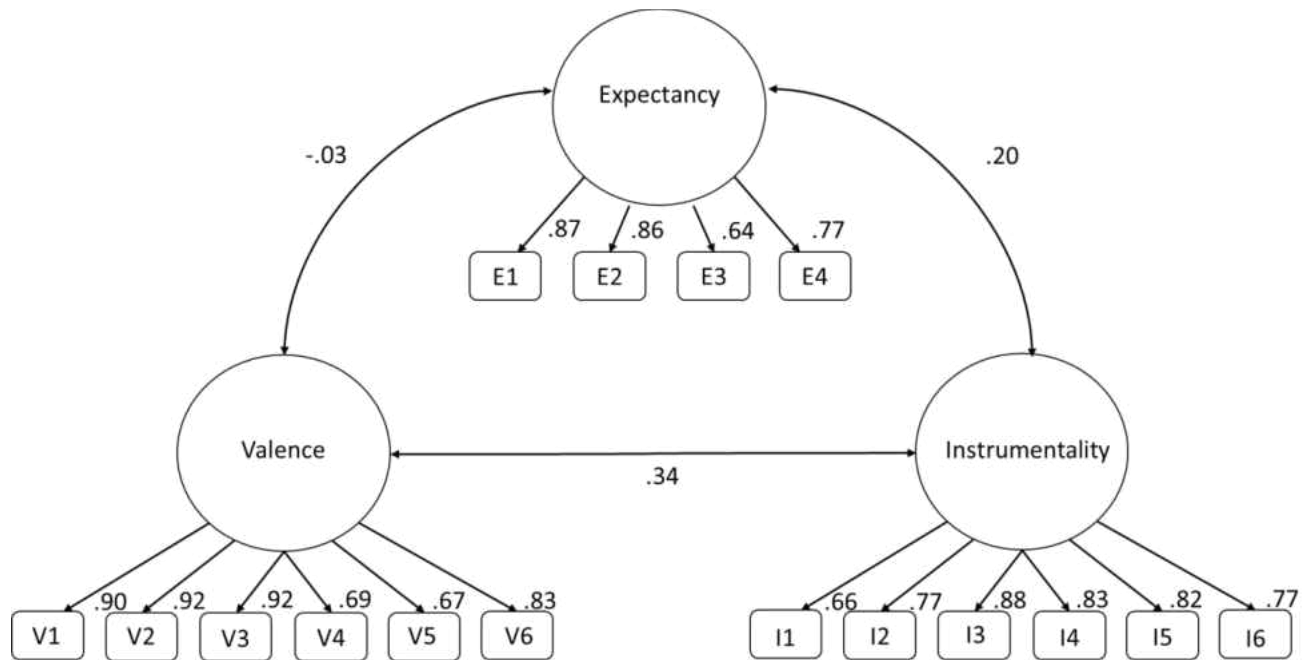 Expectancy
-.03
.20
.87
.86
.64
.77
E1
E2
E3
E4
Valence
Instrumentality
.34
.90
.92
.92
.69
.67
.83
V1
V2
V3
V4
V5
V6
.66
.77
.88
.83
.82
.77
I1
I2
I3
I4
I5
I6